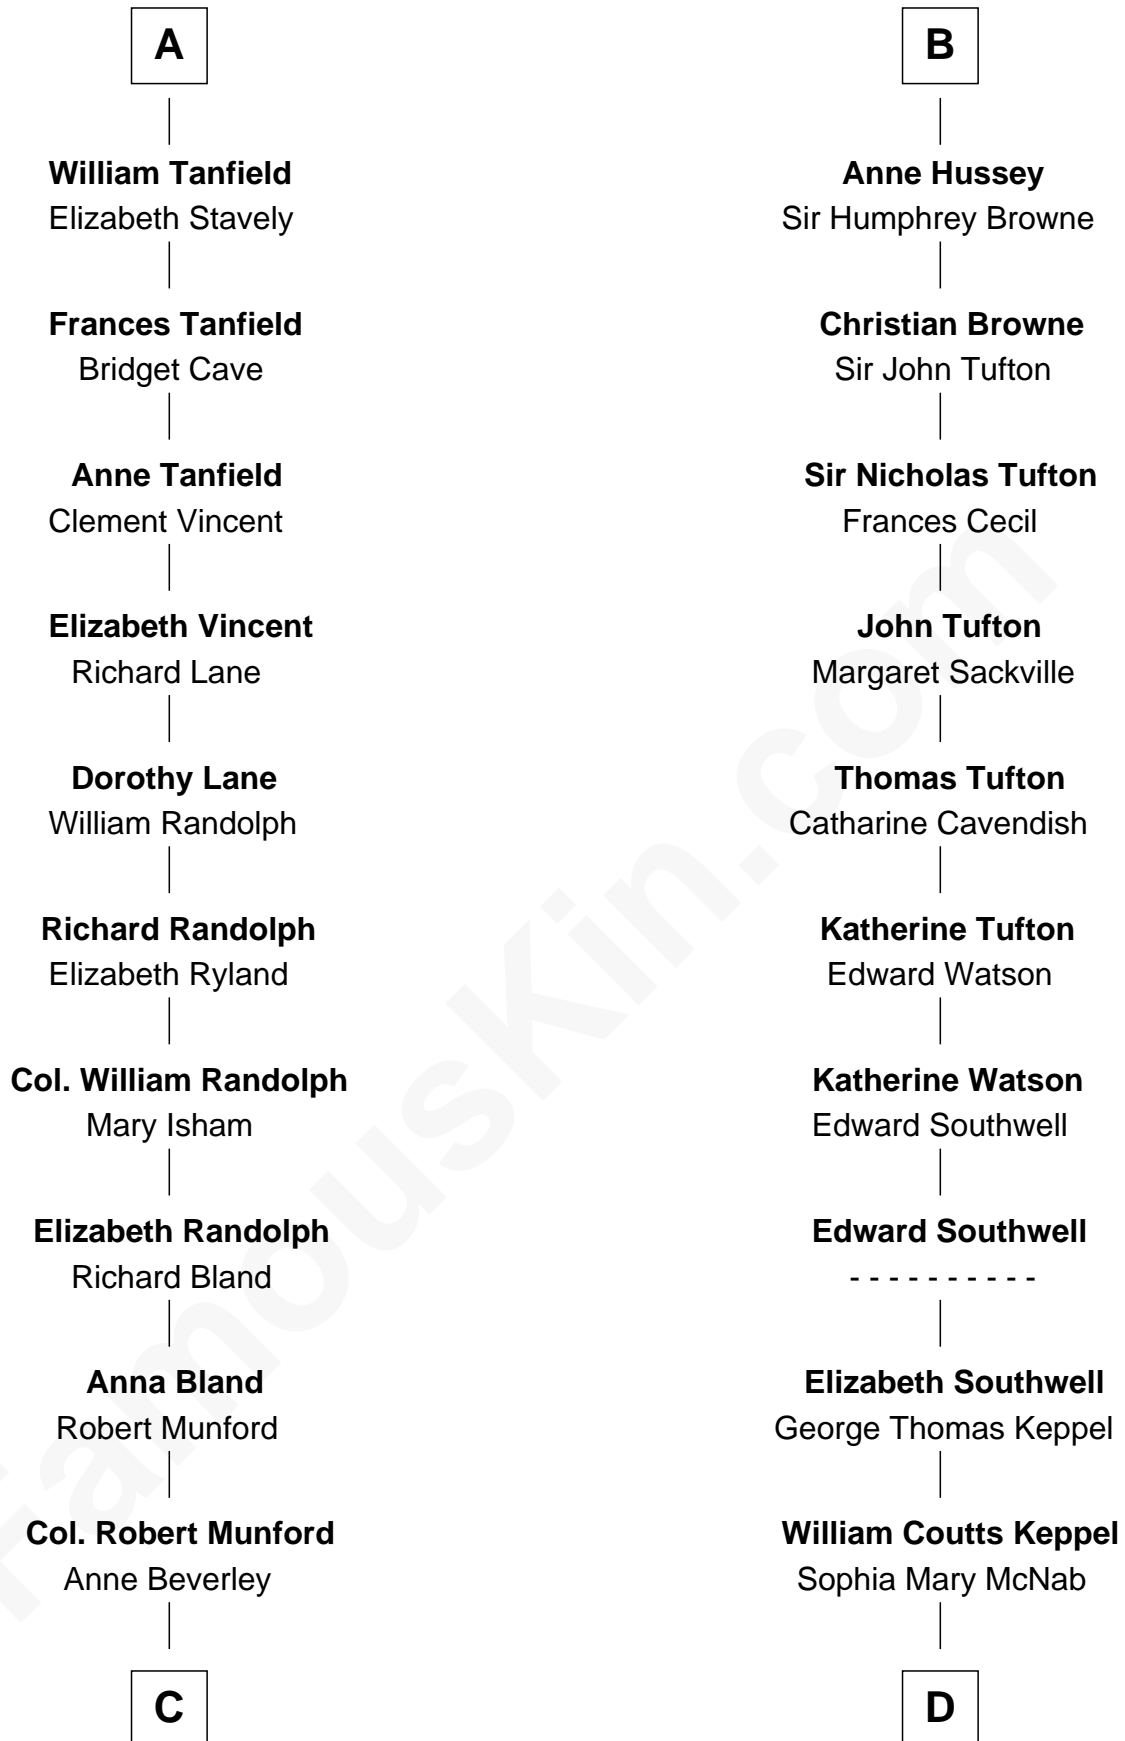 A
William Tanfield
Elizabeth Stavely
Frances Tanfield
Bridget Cave
Anne Tanfield
Clement Vincent
Elizabeth Vincent
Richard Lane
Dorothy Lane
William Randolph
Richard Randolph
Elizabeth Ryland
Col. William Randolph
Mary Isham
Elizabeth Randolph
Richard Bland
Anna Bland
Robert Munford
Col. Robert Munford
Anne Beverley
C
B
Anne Hussey
Sir Humphrey Browne
Christian Browne
Sir John Tufton
Sir Nicholas Tufton
Frances Cecil
John Tufton
Margaret Sackville
Thomas Tufton
Catharine Cavendish
Katherine Tufton
Edward Watson
Katherine Watson
Edward Southwell
Edward Southwell
- - - - - - - - - -
Elizabeth Southwell
George Thomas Keppel
William Coutts Keppel
Sophia Mary McNab
D
FamousKin.com